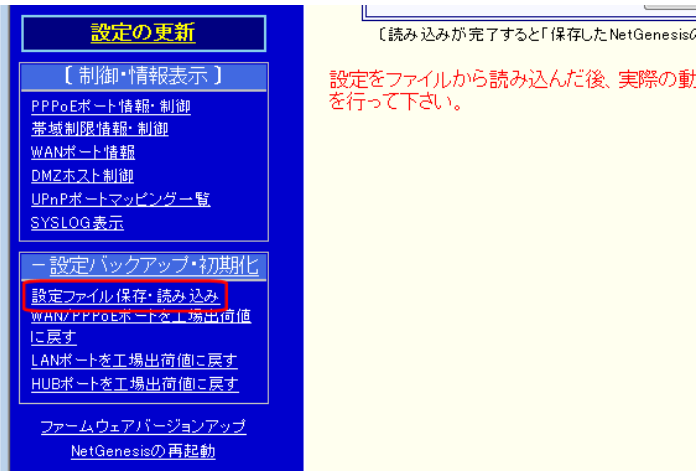 設定の更新
〔制御・情報表示〕
PPPoEポート情報・制御
帯域制限情報・制御
WANポート情報
DMZホスト制御
UPnPポートマッピング一覧
SYSLOG表示
－設定バックアップ・初期化
設定ファイル保存・読み込み
WAN/PPPoEポートを工場出荷値
に戻す
LANポートを工場出荷値に戻す
HUBポートを工場出荷値に戻す
ファームウェアバージョンアップ
NetGenesisの再起動
〔読み込みが完了すると「保存したNetGenesisの
設定をファイルから読み込んだ後、実際の動
を行って下さい。